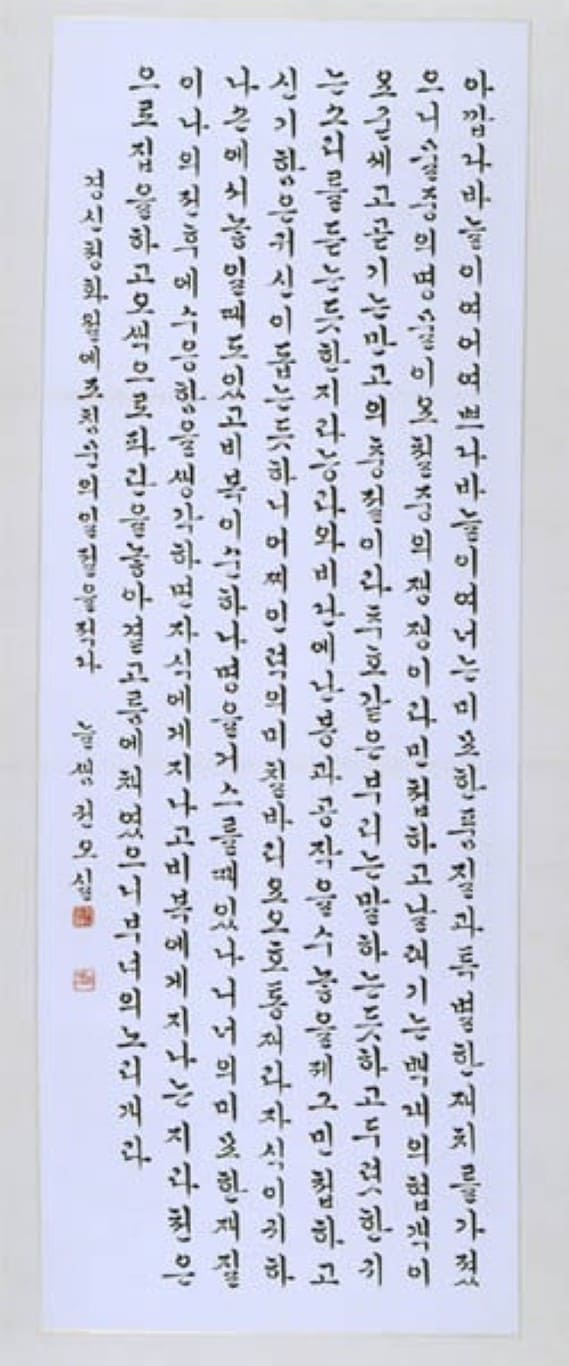 아깝다바늘이여어여쁘다바늘이여너는미묘한품질과특별한재치를가졌
으니물중의명물이오철중의쟁쟁이라민첩하고날래기는백대의협객이
오굳세고곧기는만고의충절이라추호같은부리는말하는듯하고두렷한귀
는소리를듣는듯한지라능라와비단에난봉과공작을수놓을제그민첩하고
신기함은귀신이돕는듯하니어찌인력의미칠바리오오호통재라자식이귀하
나손에서놓일때도있고비복이순하나명을거스를때있나니너의미묘한재질
이나의전후에수응함을생각하면자식에게지나고비복에게지나는지라천은
으로집을하고오색으로파란을놓아곁고름에채였으니부녀의노리개라
조침문의일절을적다 늘샘권오실